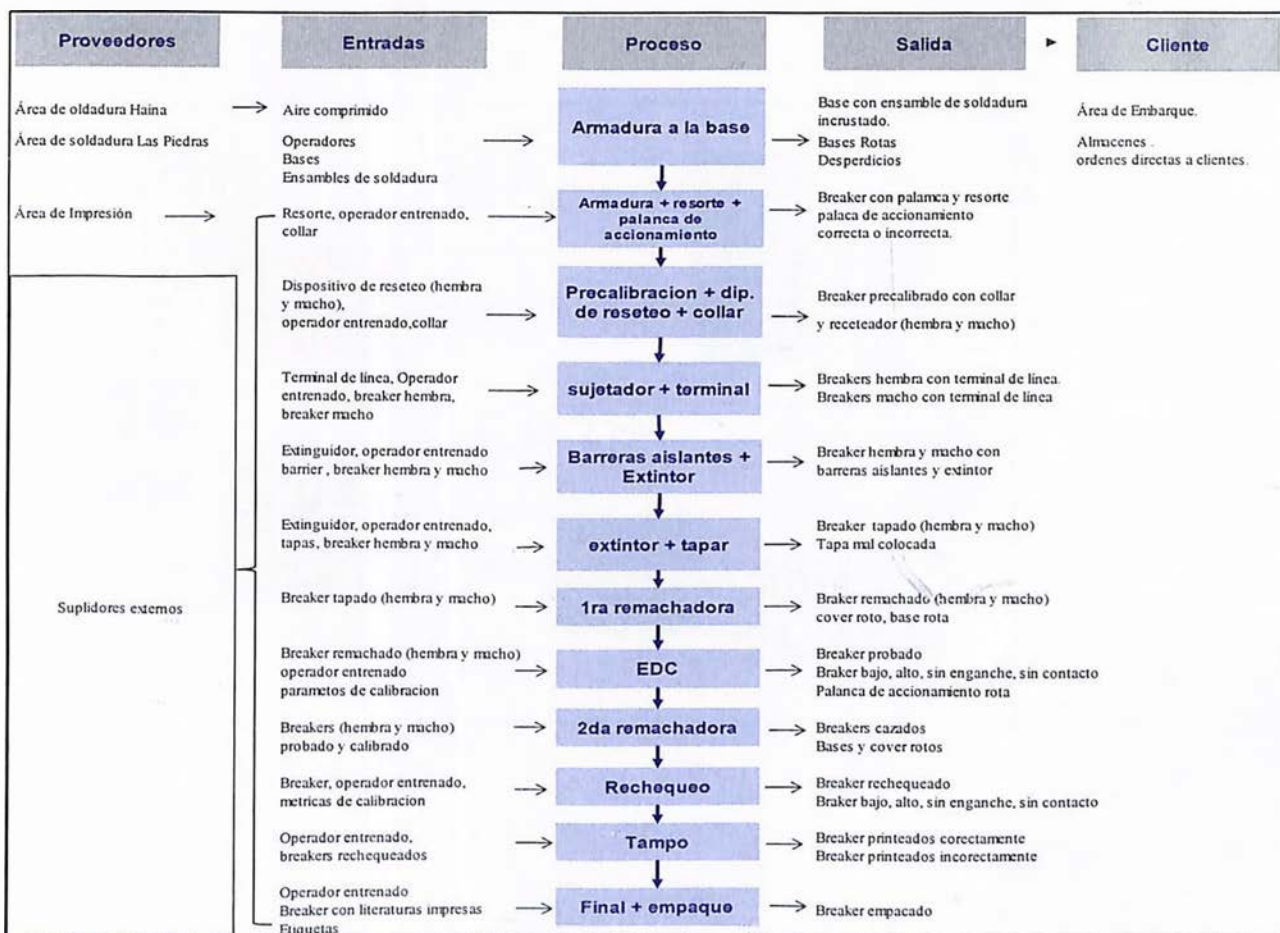 Proveedores
Entradas
Proceso
Salida
Cliente
Área de oldadura Haina
Área de soldadura Las Piedras
Área de Impresión
Suplidores externos
Aire comprimido
Operadores
Bases
Ensambles de soldadura
Armadura a la base
Base con ensamble de soldadura
incrustado.
Bases Rotas
Desperdicios
Área de Embarque.
Almacenes .
ordenes directas a clientes.
Resorte, operador entrenado,
collar
Armadura + resorte +
palanca de
accionamiento
Breaker con palamca y resorte
palaca de accionamiento
correcta o incorrecta.
Dispositivo de reseteo (hembra
y macho),
operador entrenado,collar
Precalibracion + dip.
de reseteo + collar
Breaker precalibrado con collar
y receteador (hembra y macho)
Terminal de línea, Operador
entrenado, breaker hembra,
breaker macho
sujetador + terminal
Breakers hembra con terminal de línea.
Breakers macho con terminal de línea
Extinguidor, operador entrenado
barrier , breaker hembra y macho
Barreras aislantes +
Extintor
Breaker hembra y macho con
barreras aislantes y extintor
Extinguidor, operador entrenado,
tapas, breaker hembra y macho
extintor + tapar
Breaker tapado (hembra y macho)
Tapa mal colocada
Breaker tapado (hembra y macho)
1ra remachadora
Braker remachado (hembra y macho)
cover roto, base rota
Breaker remachado (hembra y macho)
operador entrenado
parametos de calibracion
EDC
Breaker probado
Braker bajo, alto, sin enganche, sin contacto
Palanca de accionamiento rota
Breakers (hembra y macho)
probado y calibrado
2da remachadora
Breakers cazados
Bases y cover rotos
Breaker, operador entrenado,
metricas de calibracion
Rechequeo
Breaker rechequeado
Braker bajo, alto, sin enganche, sin contacto
Operador entrenado,
breakers rechequeados
Tampo
Breaker printeados corectamente
Breaker printeados incorectamente
Operador entrenado
Breaker con literaturas impresas
Etiquetas
Final + empaque
Breaker empacado